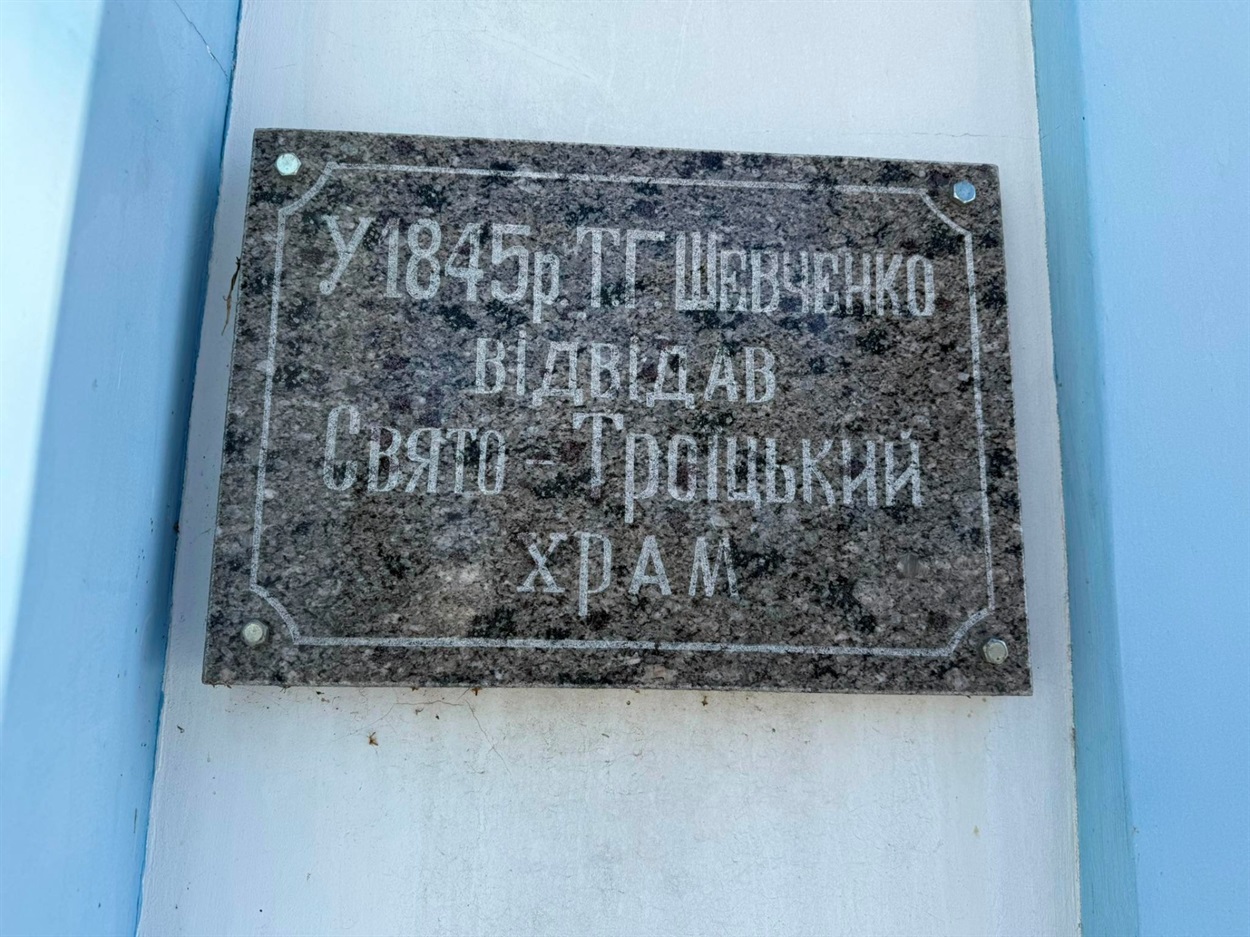 У 1845р. Т.Г. Шевченко
відвідав
Свято-Троїцький
храм